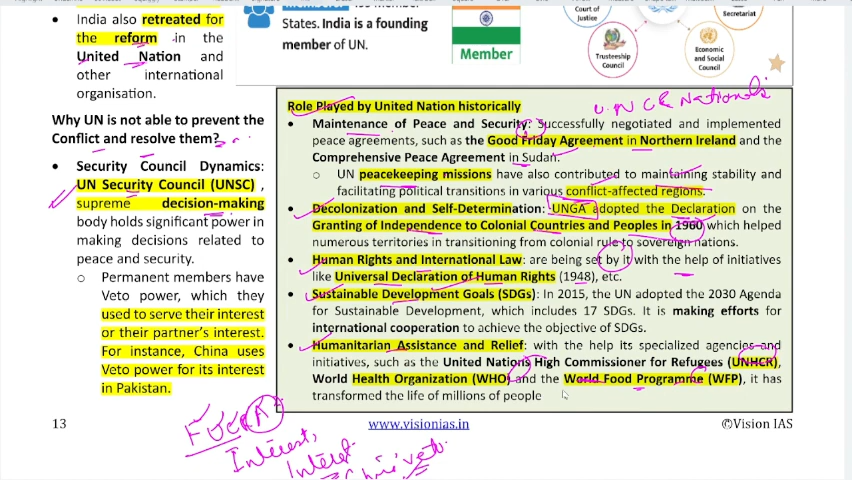 • India also retreated for
the reform in the
United Nation and
other international
organisation.
Why UN is not able to prevent the
Conflict and resolve them?
• Security Council Dynamics:
UN Security Council (UNSC) ,
supreme decision-making
body holds significant power in
making decisions related to
peace and security.
o Permanent members have
Veto power, which they
used to serve their interest
or their partner's interest.
For instance, China uses
Veto power for its interest
in Pakistan.
States. India is a founding
member of UN.
Member
Court of
Justice
Secretariat
Trusteeship
Council
Economic
and Social
Council
Role Played by United Nation historically
• Maintenance of Peace and Security: Successfully negotiated and implemented
peace agreements, such as the Good Friday Agreement in Northern Ireland and the
Comprehensive Peace Agreement in Sudan.
o UN peacekeeping missions have also contributed to maintaining stability and
facilitating political transitions in various conflict-affected regions.
• Decolonization and Self-Determination: UNGA adopted the Declaration on the
Granting of Independence to Colonial Countries and Peoples in 1960 which helped
numerous territories in transitioning from colonial rule to sovereign nations.
• Human Rights and International Law: are being set by it with the help of initiatives
like Universal Declaration of Human Rights (1948), etc.
• Sustainable Development Goals (SDGs): In 2015, the UN adopted the 2030 Agenda
for Sustainable Development, which includes 17 SDGs. It is making efforts for
international cooperation to achieve the objective of SDGs.
• Humanitarian Assistance and Relief: with the help its specialized agencies and
initiatives, such as the United Nations High Commissioner for Refugees (UNHCR),
World Health Organization (WHO) and the World Food Programme (WFP), it has
transformed the life of millions of people
Interest,
Interest
veto
13
www.visionias.in
©Vision IAS